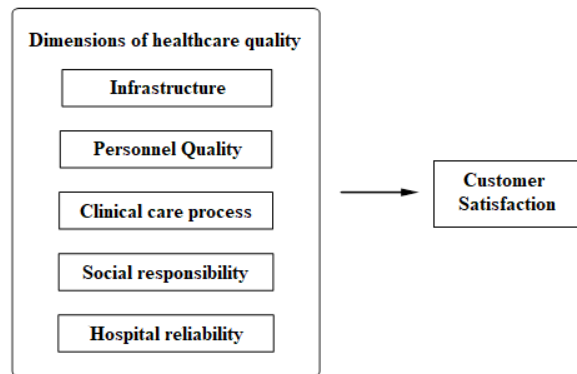 Dimensions of healthcare quality
Infrastructure
Personnel Quality
Clinical care process
Social responsibility
Hospital reliability
Customer
Satisfaction